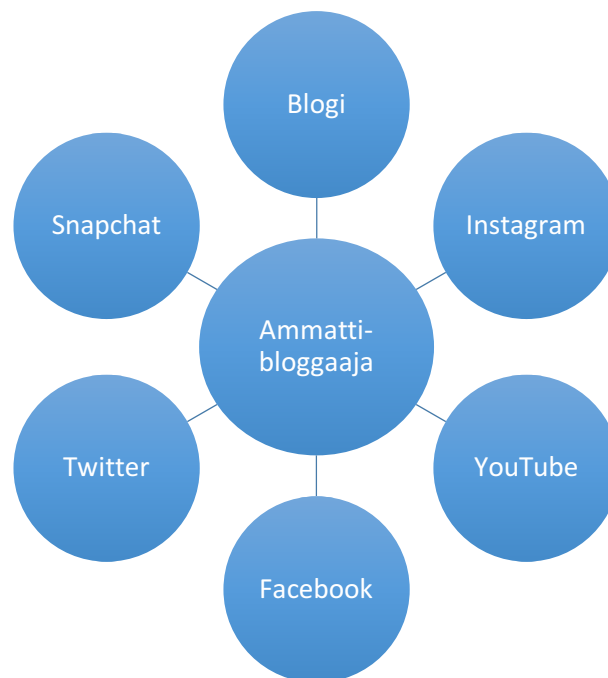 Blogi
Snapchat
Instagram
Ammatti-
bloggaaja
Twitter
YouTube
Facebook